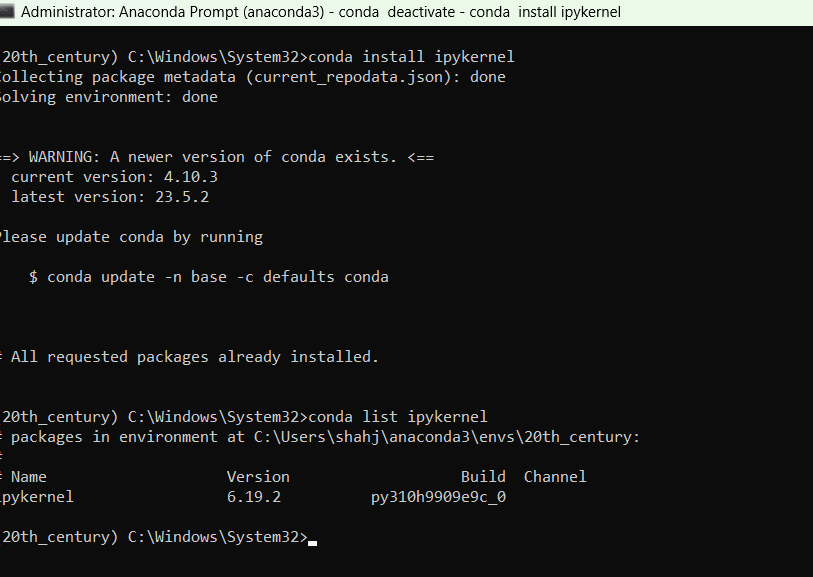 Administrator: Anaconda Prompt (anaconda3) - conda  deactivate - conda  install ipykernel
20th_century) C:\Windows\System32>conda install ipykernel
Collecting package metadata (current_repodata.json): done
Solving environment: done
==> WARNING: A newer version of conda exists. <==
current version: 4.10.3
latest version: 23.5.2
Please update conda by running
$ conda update -n base -c defaults conda
# All requested packages already installed.
20th_century) C:\Windows\System32>conda list ipykernel
# packages in environment at C:\Users\shahj\anaconda3\envs\20th_century:
#
# Name                    Version                   Build  Channel
ipykernel                 6.19.2          py310h9909e9c_0
20th_century) C:\Windows\System32>